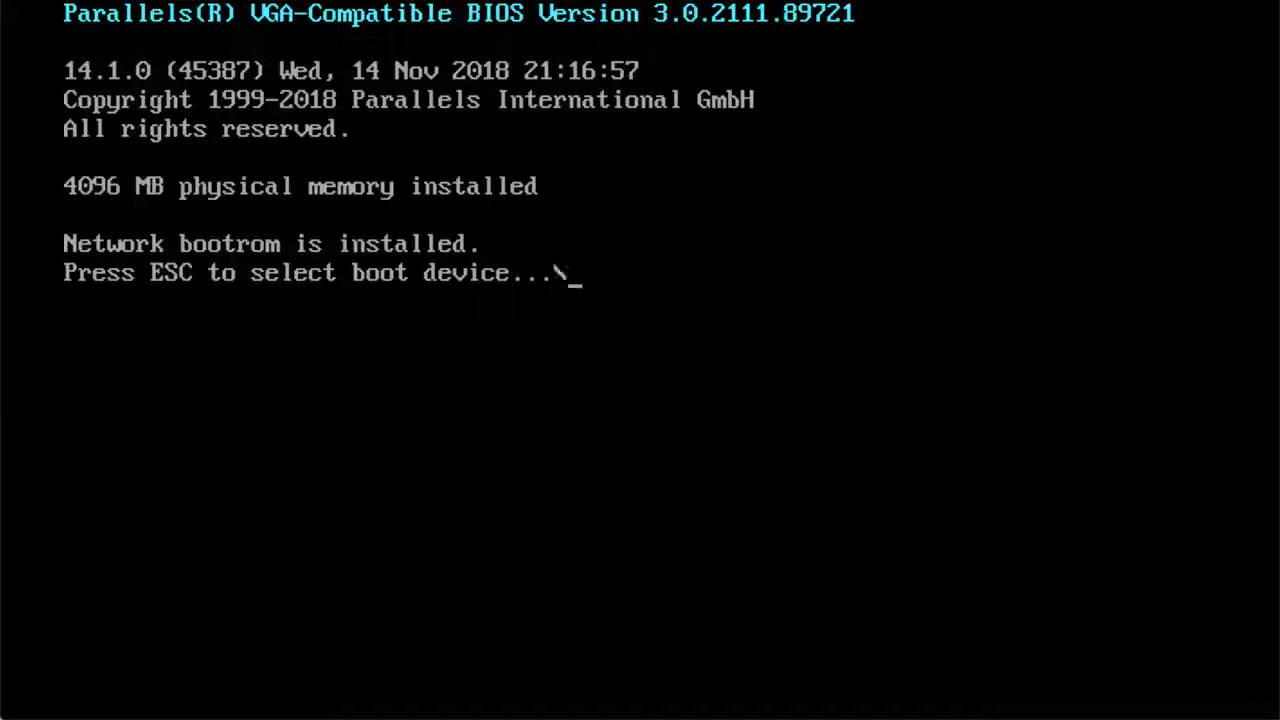 Parallels(R) VGA-Compatible BIOS Version 3.0.2111.89721
14.1.0 (45387) Wed, 14 Nov 2018 21:16:57
Copyright 1999-2018 Parallels International GmbH
All rights reserved.
4096 MB physical memory installed
Network bootrom is installed.
Press ESC to select boot device...\_